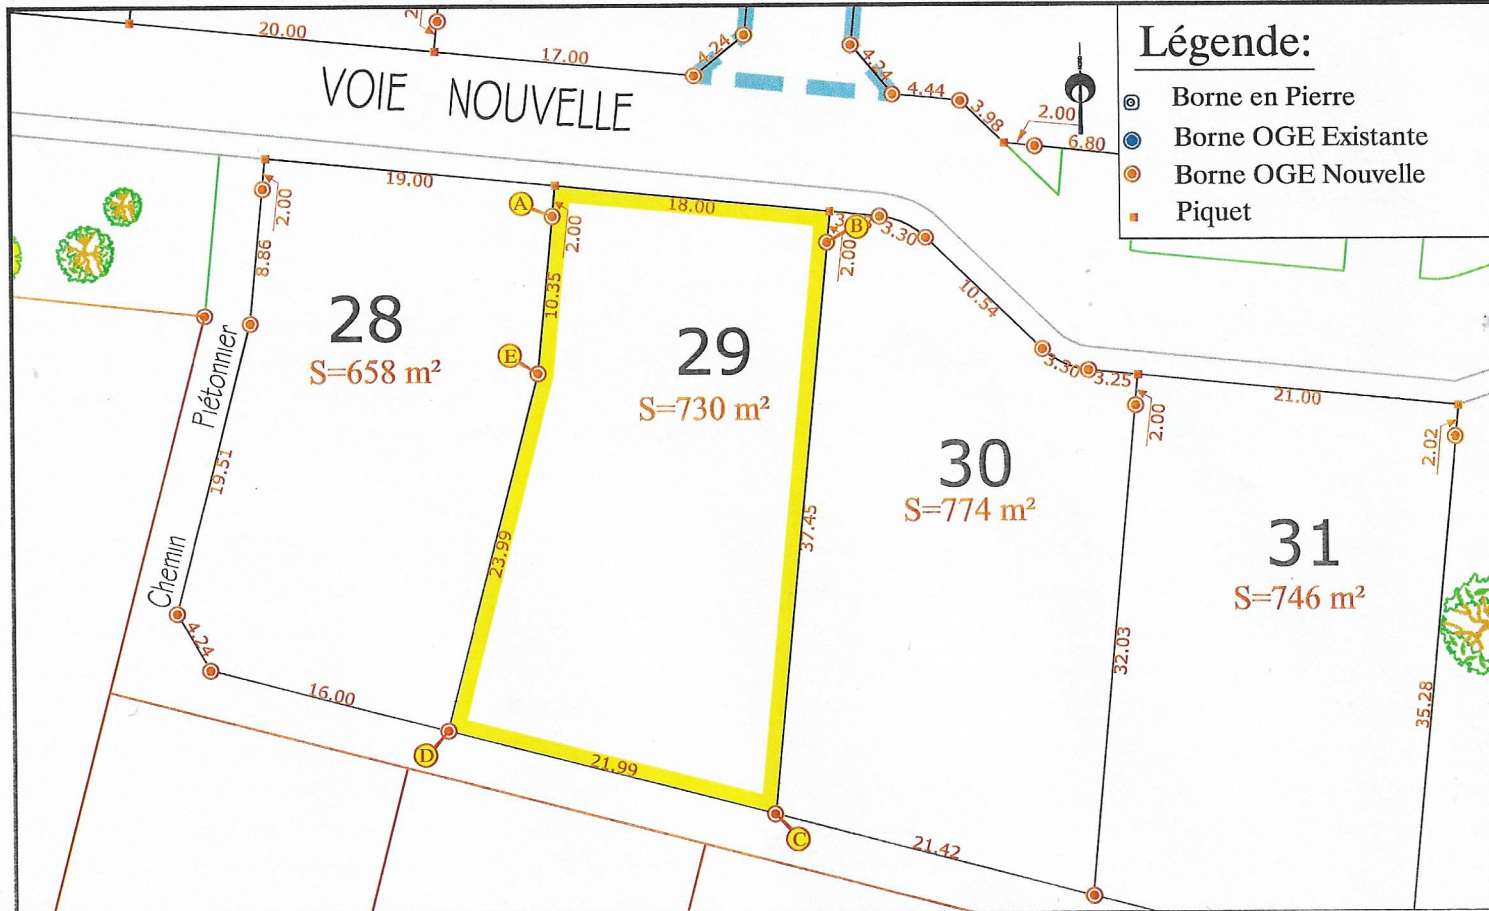 20.00
2
17.00
4.24
4.24
4.44
3.98
2.00
6.80
Légende:
Borne en Pierre
Borne OGE Existante
Borne OGE Nouvelle
Piquet
VOIE NOUVELLE
19.00
18.00
2.00
A
2.00
B
3.30
2.00
8.86
10.35
10.54
28
S=658 m²
E
29
S=730 m²
3.30
3.25
21.00
2.00
2.02
30
S=774 m²
31
S=746 m²
Chemin Piétonnier
19.51
23.99
37.45
32.03
35.28
4.24
16.00
D
21.99
C
21.42